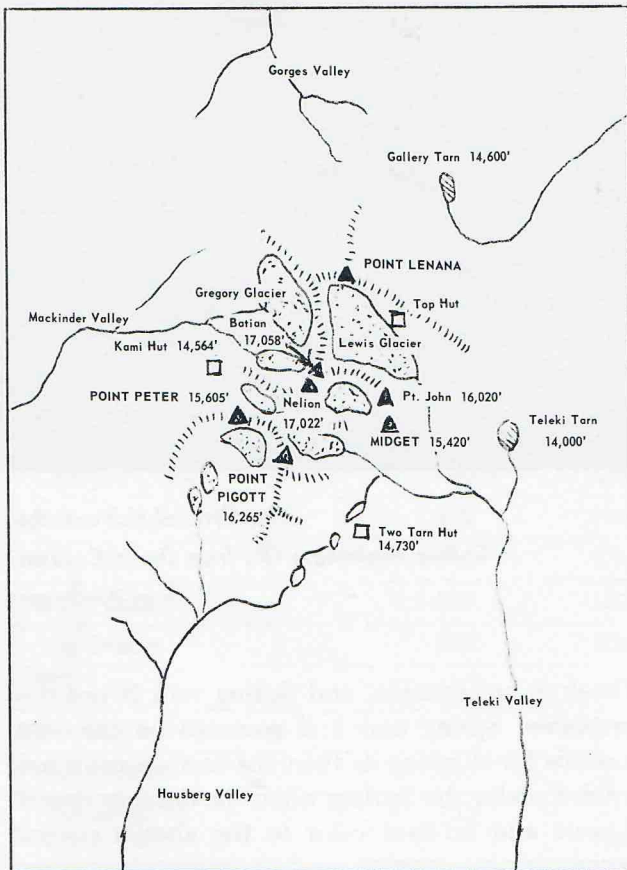 Gorges Valley
Gallery Tarn 14,600'
POINT LENANA
Gregory Glacier
Top Hut
Mackinder Valley
Batian
17,058'
Lewis Glacier
Kami Hut 14,564'
POINT PETER 15,605'
Nelion
17,022'
Pt. John 16,020'
Teleki Tarn
14,000'
MIDGET 15,420'
POINT
PIGOTT
16,265'
Two Tarn Hut
14,730'
Teleki Valley
Hausberg Valley